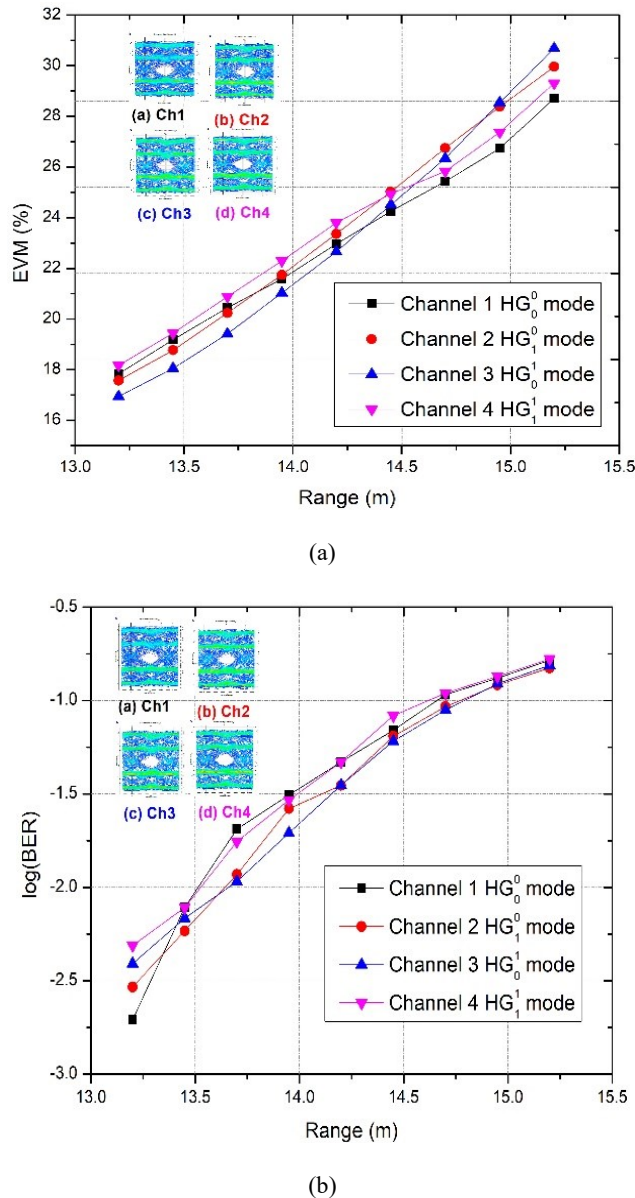 32
30
28
26
24
22
20
18
16
EVM (%)
(a) Ch1
(b) Ch2
(c) Ch3
(d) Ch4
Channel 1 HG₀⁰ mode
Channel 2 HG₁⁰ mode
Channel 3 HG₀¹ mode
Channel 4 HG₁¹ mode
13.0 13.5 14.0 14.5 15.0 15.5
Range (m)
(a)
-0.5
-1.0
-1.5
-2.0
-2.5
-3.0
log(BER)
(a) Ch1
(b) Ch2
(c) Ch3
(d) Ch4
Channel 1 HG₀⁰ mode
Channel 2 HG₁⁰ mode
Channel 3 HG₀¹ mode
Channel 4 HG₁¹ mode
13.0 13.5 14.0 14.5 15.0 15.5
Range (m)
(b)